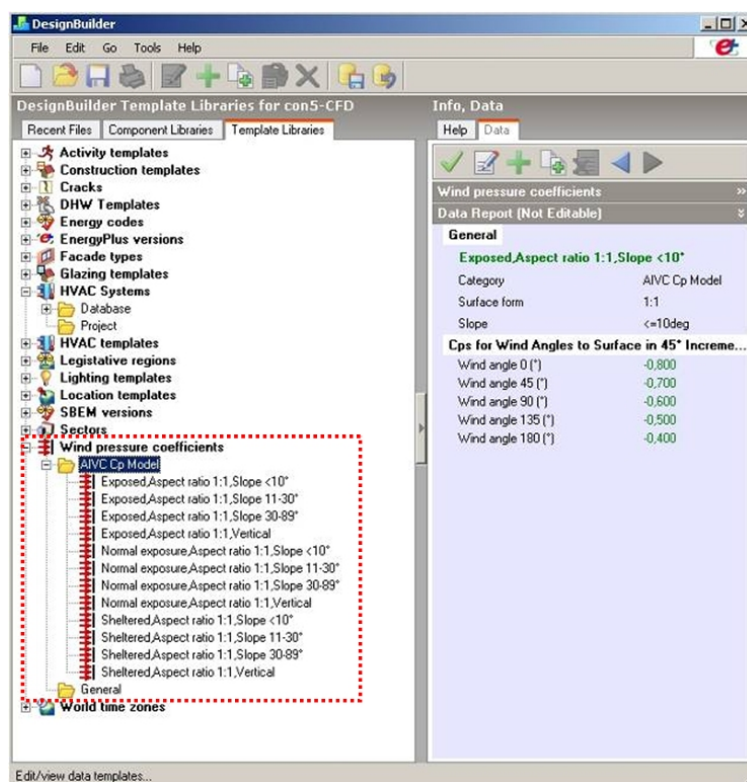 DesignBuilder
File Edit Go Tools Help
DesignBuilder Template Libraries for con5-CFD
Recent Files Component Libraries Template Libraries
Activity templates
Construction templates
Cracks
DHW Templates
Energy codes
EnergyPlus versions
Facade types
Glazing templates
HVAC Systems
Database
Project
HVAC templates
Legistative regions
Lighting templates
Location templates
SBEM versions
Sectors
Wind pressure coefficients
AIVC Cp Model
Exposed,Aspect ratio 1:1,Slope <10°
Exposed,Aspect ratio 1:1,Slope 11-30°
Exposed,Aspect ratio 1:1,Slope 30-89°
Exposed,Aspect ratio 1:1,Vertical
Normal exposure,Aspect ratio 1:1,Slope <10°
Normal exposure,Aspect ratio 1:1,Slope 11-30°
Normal exposure,Aspect ratio 1:1,Slope 30-89°
Normal exposure,Aspect ratio 1:1,Vertical
Sheltered,Aspect ratio 1:1,Slope <10°
Sheltered,Aspect ratio 1:1,Slope 11-30°
Sheltered,Aspect ratio 1:1,Slope 30-89°
Sheltered,Aspect ratio 1:1,Vertical
General
World time zones
Info, Data
Help Data
Wind pressure coefficients
Data Report (Not Editable)
General
Exposed,Aspect ratio 1:1,Slope <10°
Category AIVC Cp Model
Surface form 1:1
Slope <=10deg
Cps for Wind Angles to Surface in 45° Increme...
Wind angle 0 (°) -0,800
Wind angle 45 (°) -0,700
Wind angle 90 (°) -0,600
Wind angle 135 (°) -0,500
Wind angle 180 (°) -0,400
Edit/view data templates...